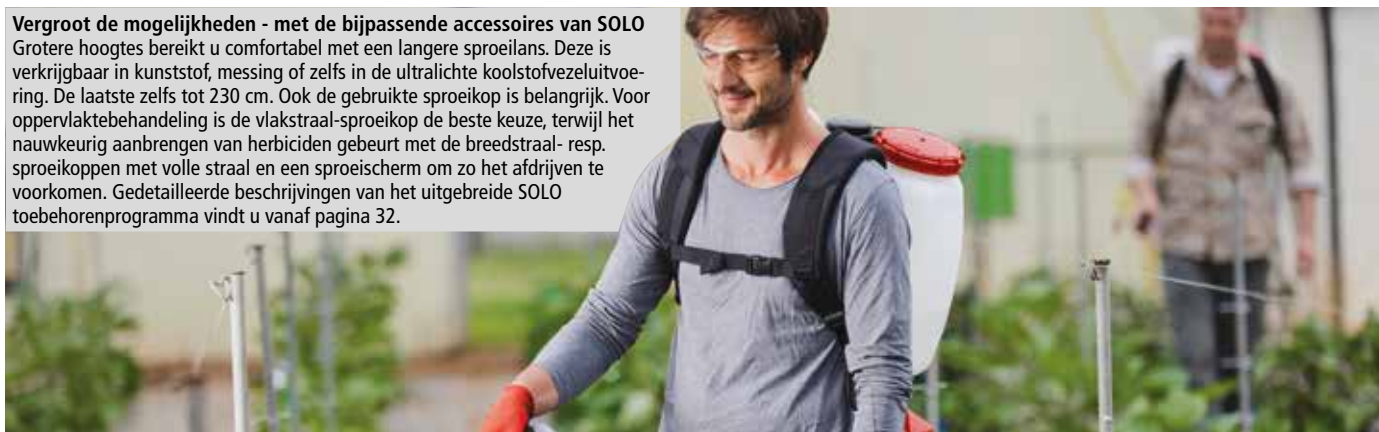 Vergroot de mogelijkheden - met de bijpassende accessoires van SOLO
Grotere hoogtes bereikt u comfortabel met een langere sproeilans. Deze is
verkrijgbaar in kunststof, messing of zelfs in de ultralichte koolstofvezeluitvoe-
ring. De laatste zelfs tot 230 cm. Ook de gebruikte sproeikop is belangrijk. Voor
oppervlaktebehandeling is de vlakstraal-sproeikop de beste keuze, terwijl het
nauwkeurig aanbrengen van herbiciden gebeurt met de breedstraal- resp.
sproeikoppen met volle straal en een sproeischerm om zo het afdrijven te
voorkomen. Gedetailleerde beschrijvingen van het uitgebreide SOLO
toebehorenprogramma vindt u vanaf pagina 32.